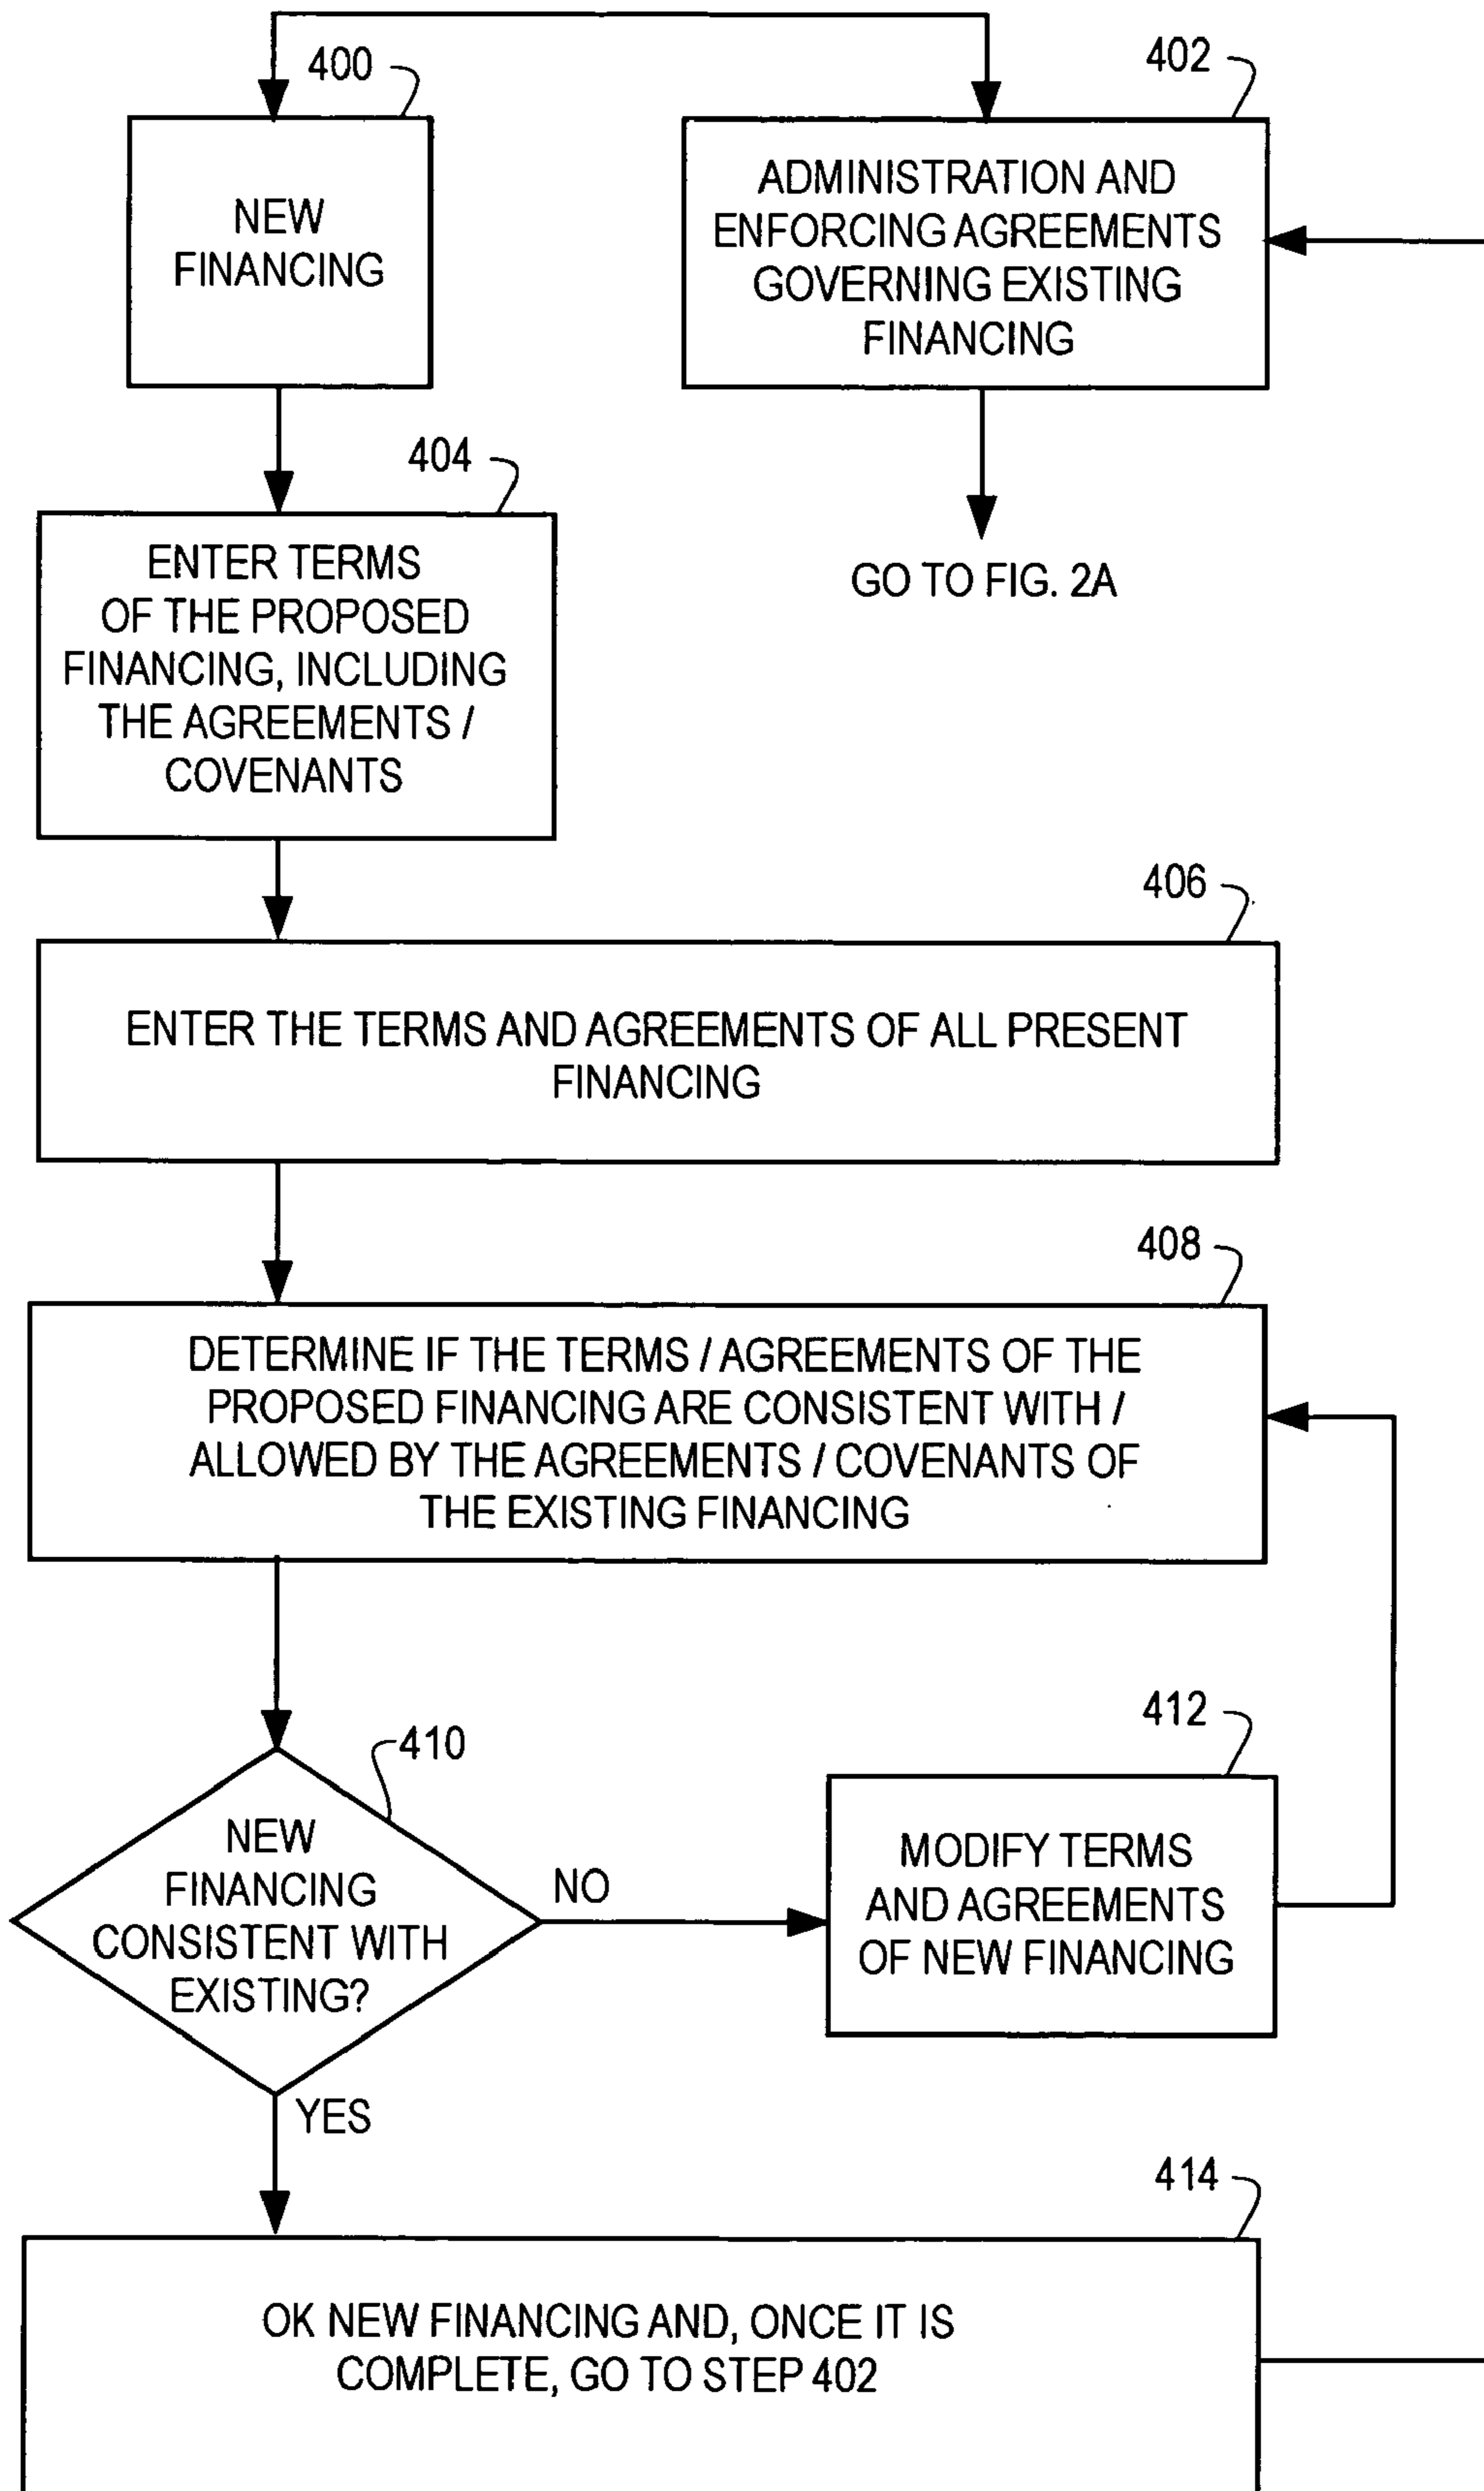 400
402
NEW
FINANCING
ADMINISTRATION AND
ENFORCING AGREEMENTS
GOVERNING EXISTING
FINANCING
404
GO TO FIG. 2A
ENTER TERMS
OF THE PROPOSED
FINANCING, INCLUDING
THE AGREEMENTS /
COVENANTS
406
ENTER THE TERMS AND AGREEMENTS OF ALL PRESENT
FINANCING
408
DETERMINE IF THE TERMS / AGREEMENTS OF THE
PROPOSED FINANCING ARE CONSISTENT WITH /
ALLOWED BY THE AGREEMENTS / COVENANTS OF
THE EXISTING FINANCING
410
NEW
FINANCING
CONSISTENT WITH
EXISTING?
NO
412
MODIFY TERMS
AND AGREEMENTS
OF NEW FINANCING
YES
414
OK NEW FINANCING AND, ONCE IT IS
COMPLETE, GO TO STEP 402